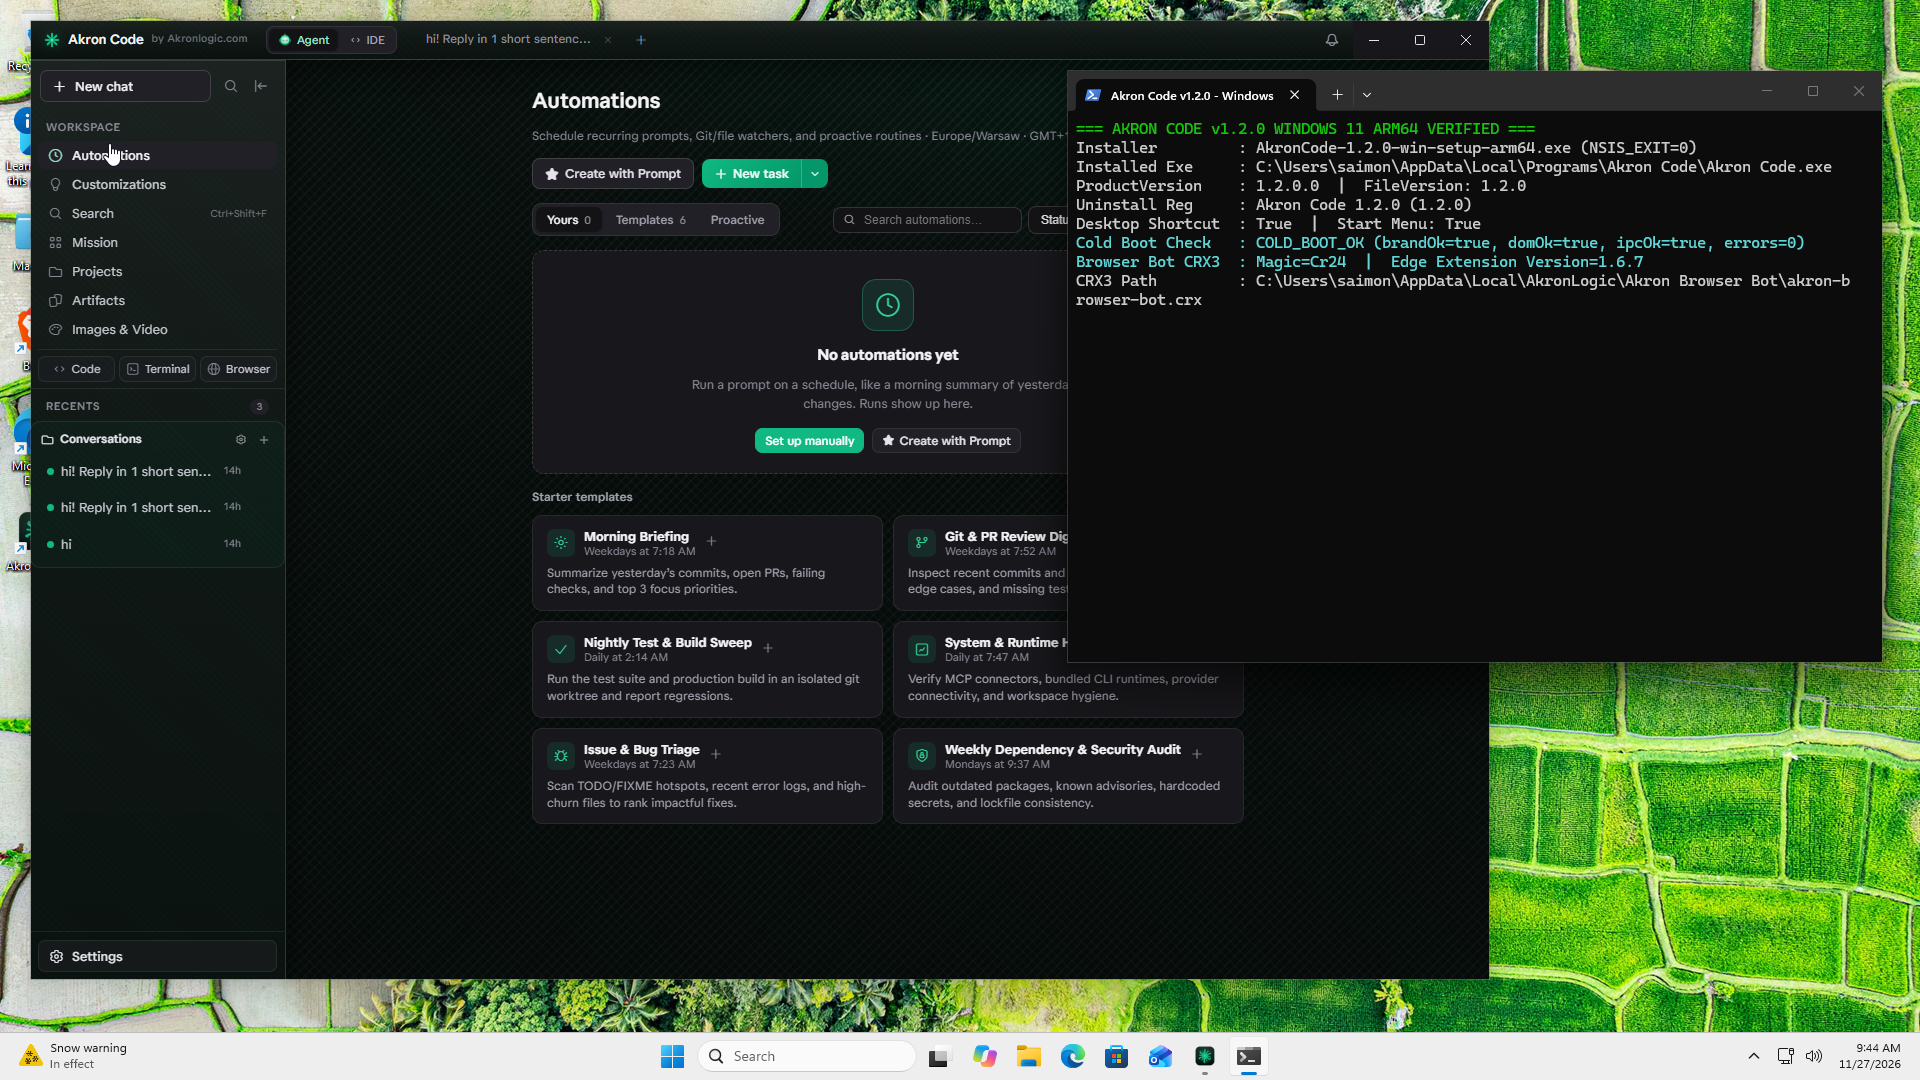 Akron Code by Akronlogic.com
Agent
IDE
hi! Reply in 1 short sentenc...
New chat
WORKSPACE
Automations
Customizations
Search Ctrl+Shift+F
Mission
Projects
Artifacts
Images & Video
Code
Terminal
Browser
RECENTS 3
Conversations
hi! Reply in 1 short sen... 14h
hi! Reply in 1 short sen... 14h
hi 14h
Settings
Automations
Schedule recurring prompts, Git/file watchers, and proactive routines · Europe/Warsaw ·
Create with Prompt
New task
Yours 0
Templates 6
Proactive
Search automations...
No automations yet
Run a prompt on a schedule, like a morning summary of
changes. Runs show up here.
Set up manually
Create with Prompt
Starter templates
Morning Briefing
Weekdays at 7:18 AM
Summarize yesterday's commits, open PRs, failing
checks, and top 3 focus priorities.
Git & PR Review
Weekdays at 7:52 AM
Inspect recent commits and
edge cases, and missing
Nightly Test & Build Sweep
Daily at 2:14 AM
Run the test suite and production build in an isolated git
worktree and report regressions.
System & Runtime
Daily at 7:47 AM
Verify MCP connectors, bundled CLI runtimes, provider
connectivity, and workspace hygiene.
Issue & Bug Triage
Weekdays at 7:23 AM
Scan TODO/FIXME hotspots, recent error logs, and high-
churn files to rank impactful fixes.
Weekly Dependency & Security Audit
Mondays at 9:37 AM
Audit outdated packages, known advisories, hardcoded
secrets, and lockfile consistency.
Akron Code v1.2.0 - Windows
=== AKRON CODE v1.2.0 WINDOWS 11 ARM64 VERIFIED ===
Installer : AkronCode-1.2.0-win-setup-arm64.exe (NSIS_EXIT=0)
Installed Exe : C:\Users\saimon\AppData\Local\Programs\Akron Code\Akron Code.exe
ProductVersion : 1.2.0.0 | FileVersion: 1.2.0
Uninstall Reg : Akron Code 1.2.0 (1.2.0)
Desktop Shortcut : True | Start Menu: True
Cold Boot Check : COLD_BOOT_OK (brandOk=true, domOk=true, ipcOk=true, errors=0)
Browser Bot CRX3 : Magic=Cr24 | Edge Extension Version=1.6.7
CRX3 Path : C:\Users\saimon\AppData\Local\AkronLogic\Akron Browser Bot\akron-b
rowser-bot.crx
Snow warning
In effect
Search
9:44 AM
11/27/2026